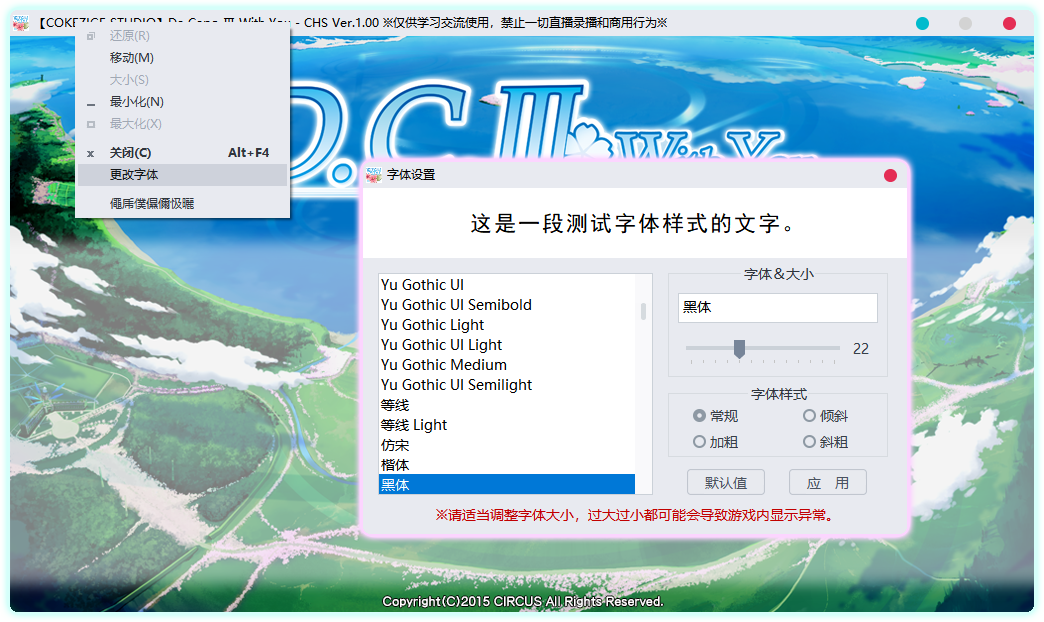 【COKEZIGE STUDIO】Da Capo Ⅲ With You - CHS Ver.1.00 ※仅供学习交流使用，禁止一切直播录播和商用行为※
还原(R)
移动(M)
大小(S)
最小化(N)
最大化(X)
关闭(C) Alt+F4
更改字体
D.C.Ⅲ With You
字体设置
这是一段测试字体样式的文字。
Yu Gothic UI
Yu Gothic UI Semibold
Yu Gothic Light
Yu Gothic UI Light
Yu Gothic Medium
Yu Gothic UI Semilight
等线
等线 Light
仿宋
楷体
黑体
字体＆大小
黑体
22
字体样式
常规 倾斜
加粗 斜粗
默认值 应 用
※请适当调整字体大小，过大过小都可能会导致游戏内显示异常。
Copyright(C)2015 CIRCUS All Rights Reserved.